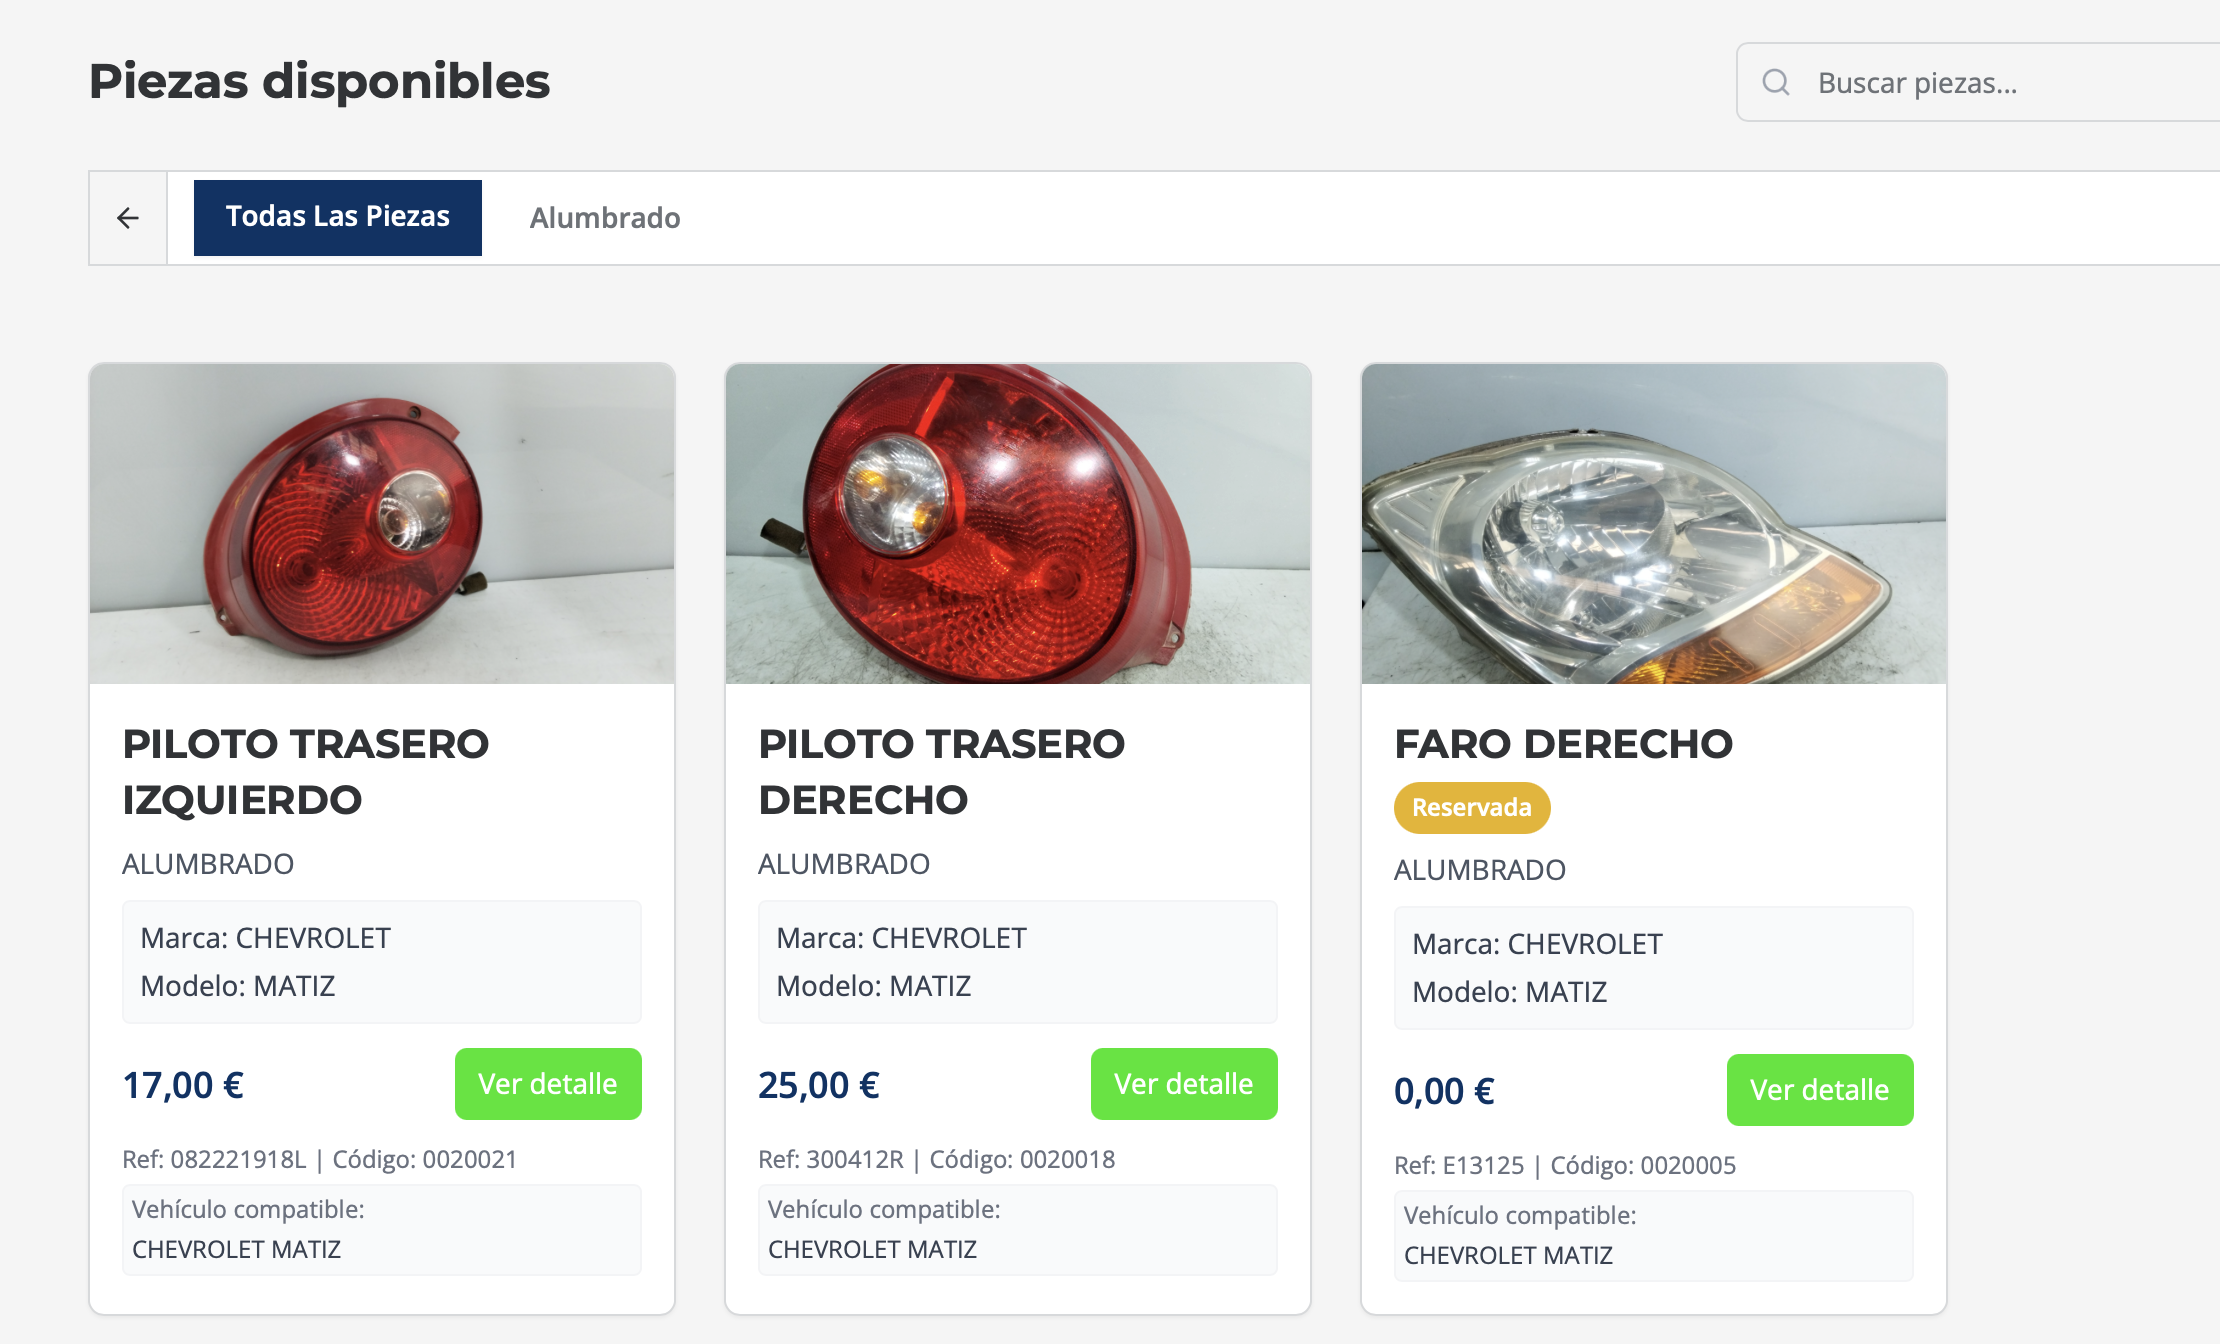 Piezas disponibles
Buscar piezas...
Todas Las Piezas
Alumbrado
PILOTO TRASERO
IZQUIERDO
ALUMBRADO
Marca: CHEVROLET
Modelo: MATIZ
17,00 €
Ver detalle
Ref: 082221918L | Código: 0020021
Vehículo compatible:
CHEVROLET MATIZ
PILOTO TRASERO
DERECHO
ALUMBRADO
Marca: CHEVROLET
Modelo: MATIZ
25,00 €
Ver detalle
Ref: 300412R | Código: 0020018
Vehículo compatible:
CHEVROLET MATIZ
FARO DERECHO
Reservada
ALUMBRADO
Marca: CHEVROLET
Modelo: MATIZ
0,00 €
Ver detalle
Ref: E13125 | Código: 0020005
Vehículo compatible:
CHEVROLET MATIZ